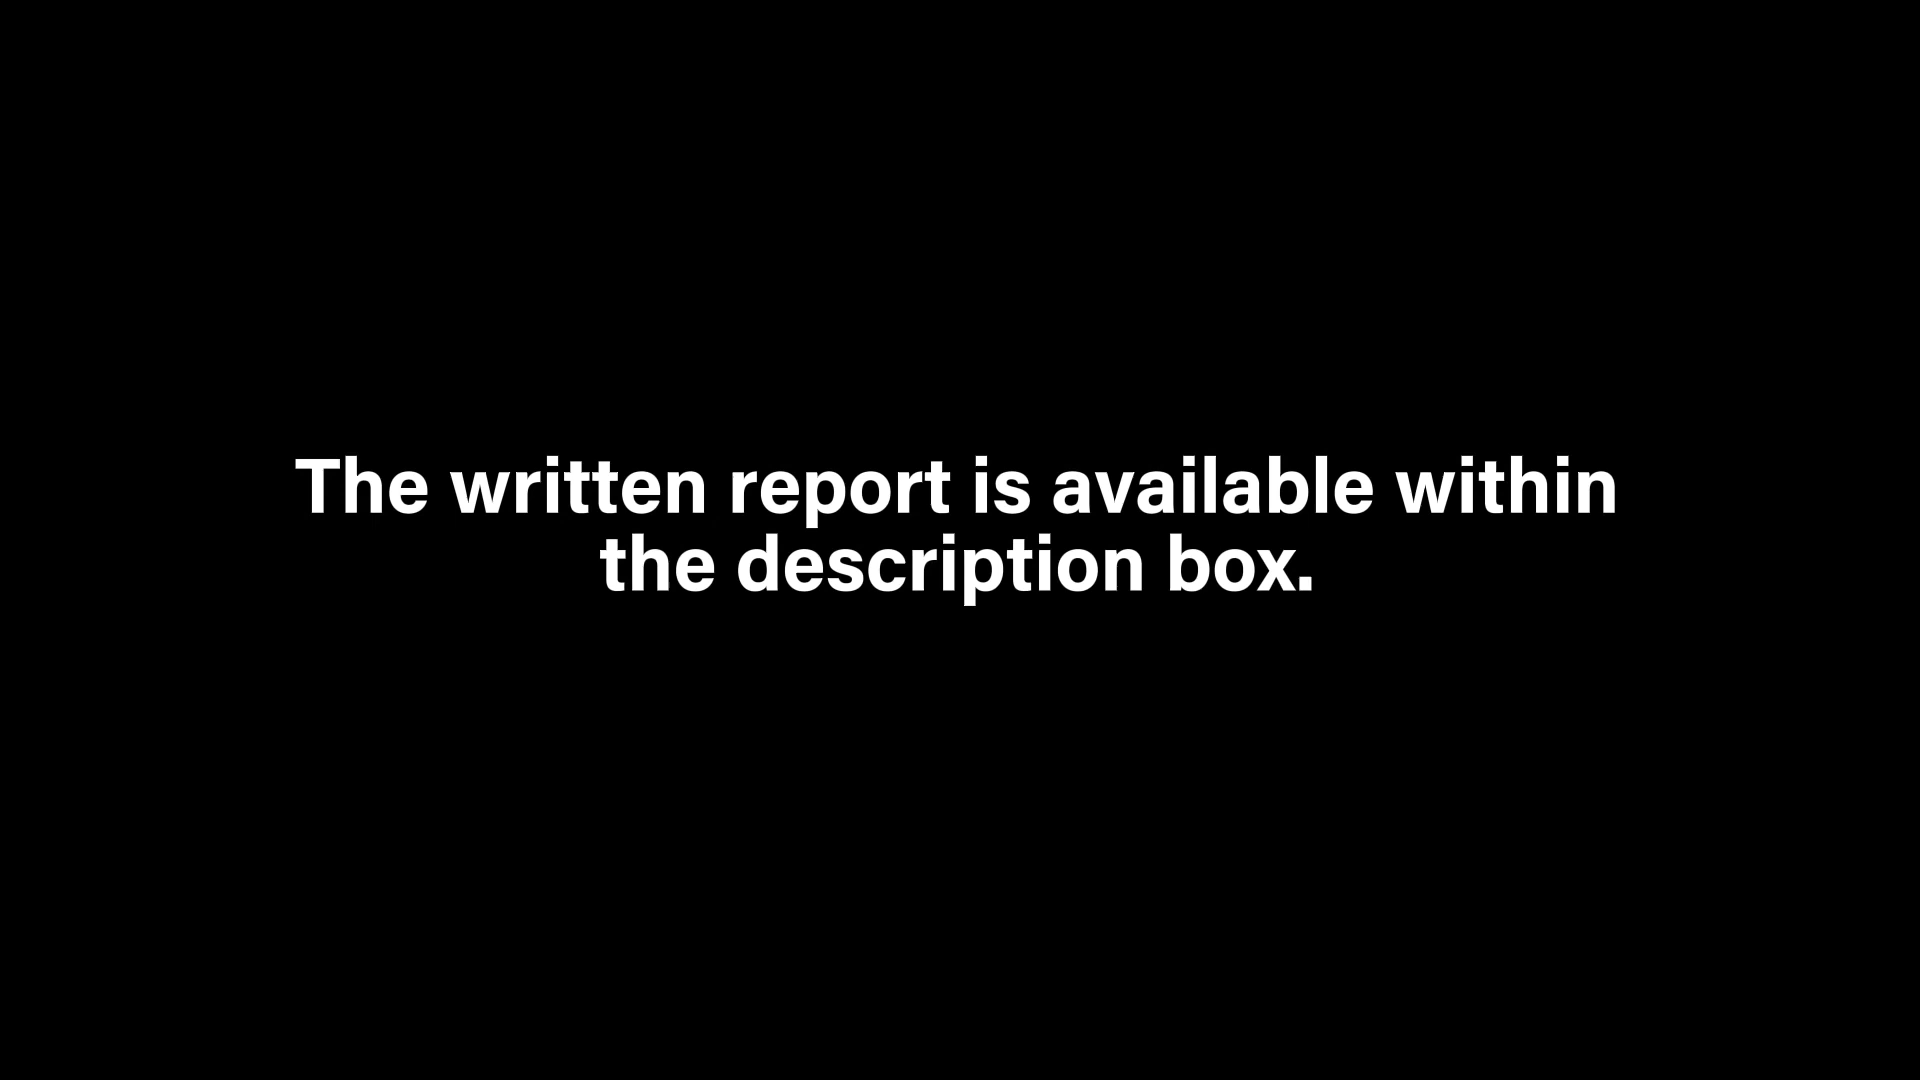 The written report is available within
the description box.